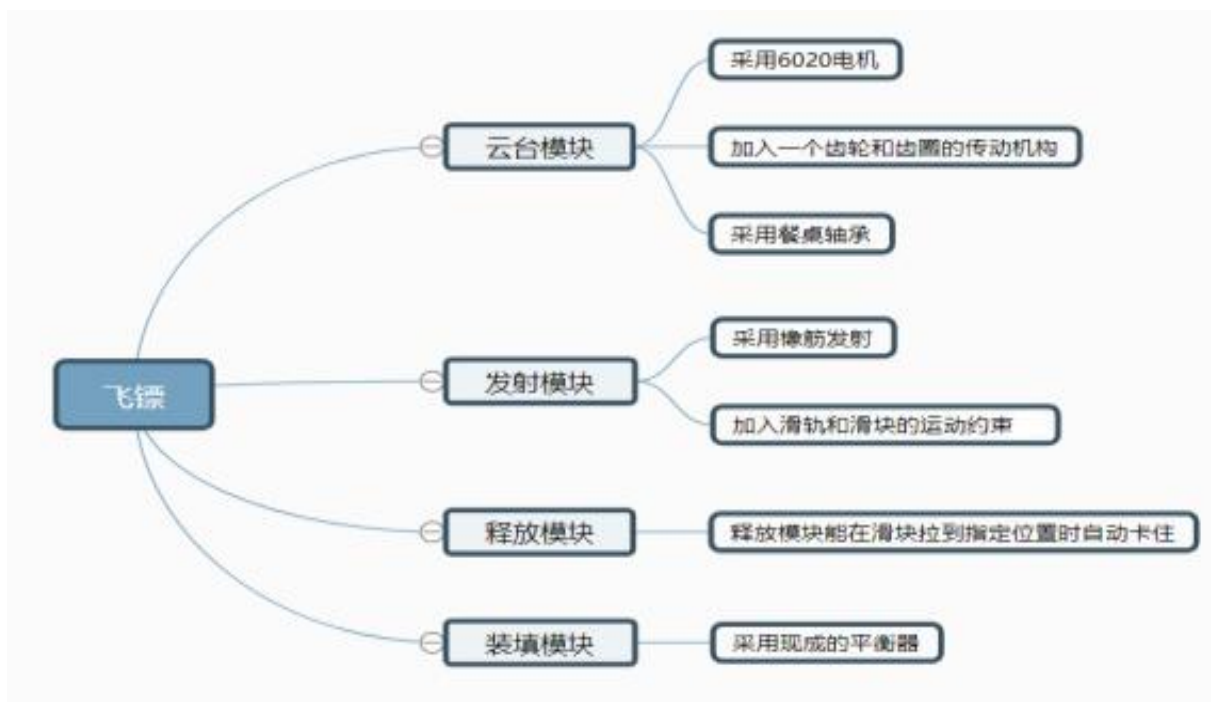 采用6020电机
云台模块
加入一个齿轮和齿圈的传动机构
采用餐桌轴承
采用橡筋发射
飞镖
发射模块
加入滑轨和滑块的运动约束
释放模块
释放模块能在滑块拉到指定位置时自动卡住
装填模块
采用现成的平衡器